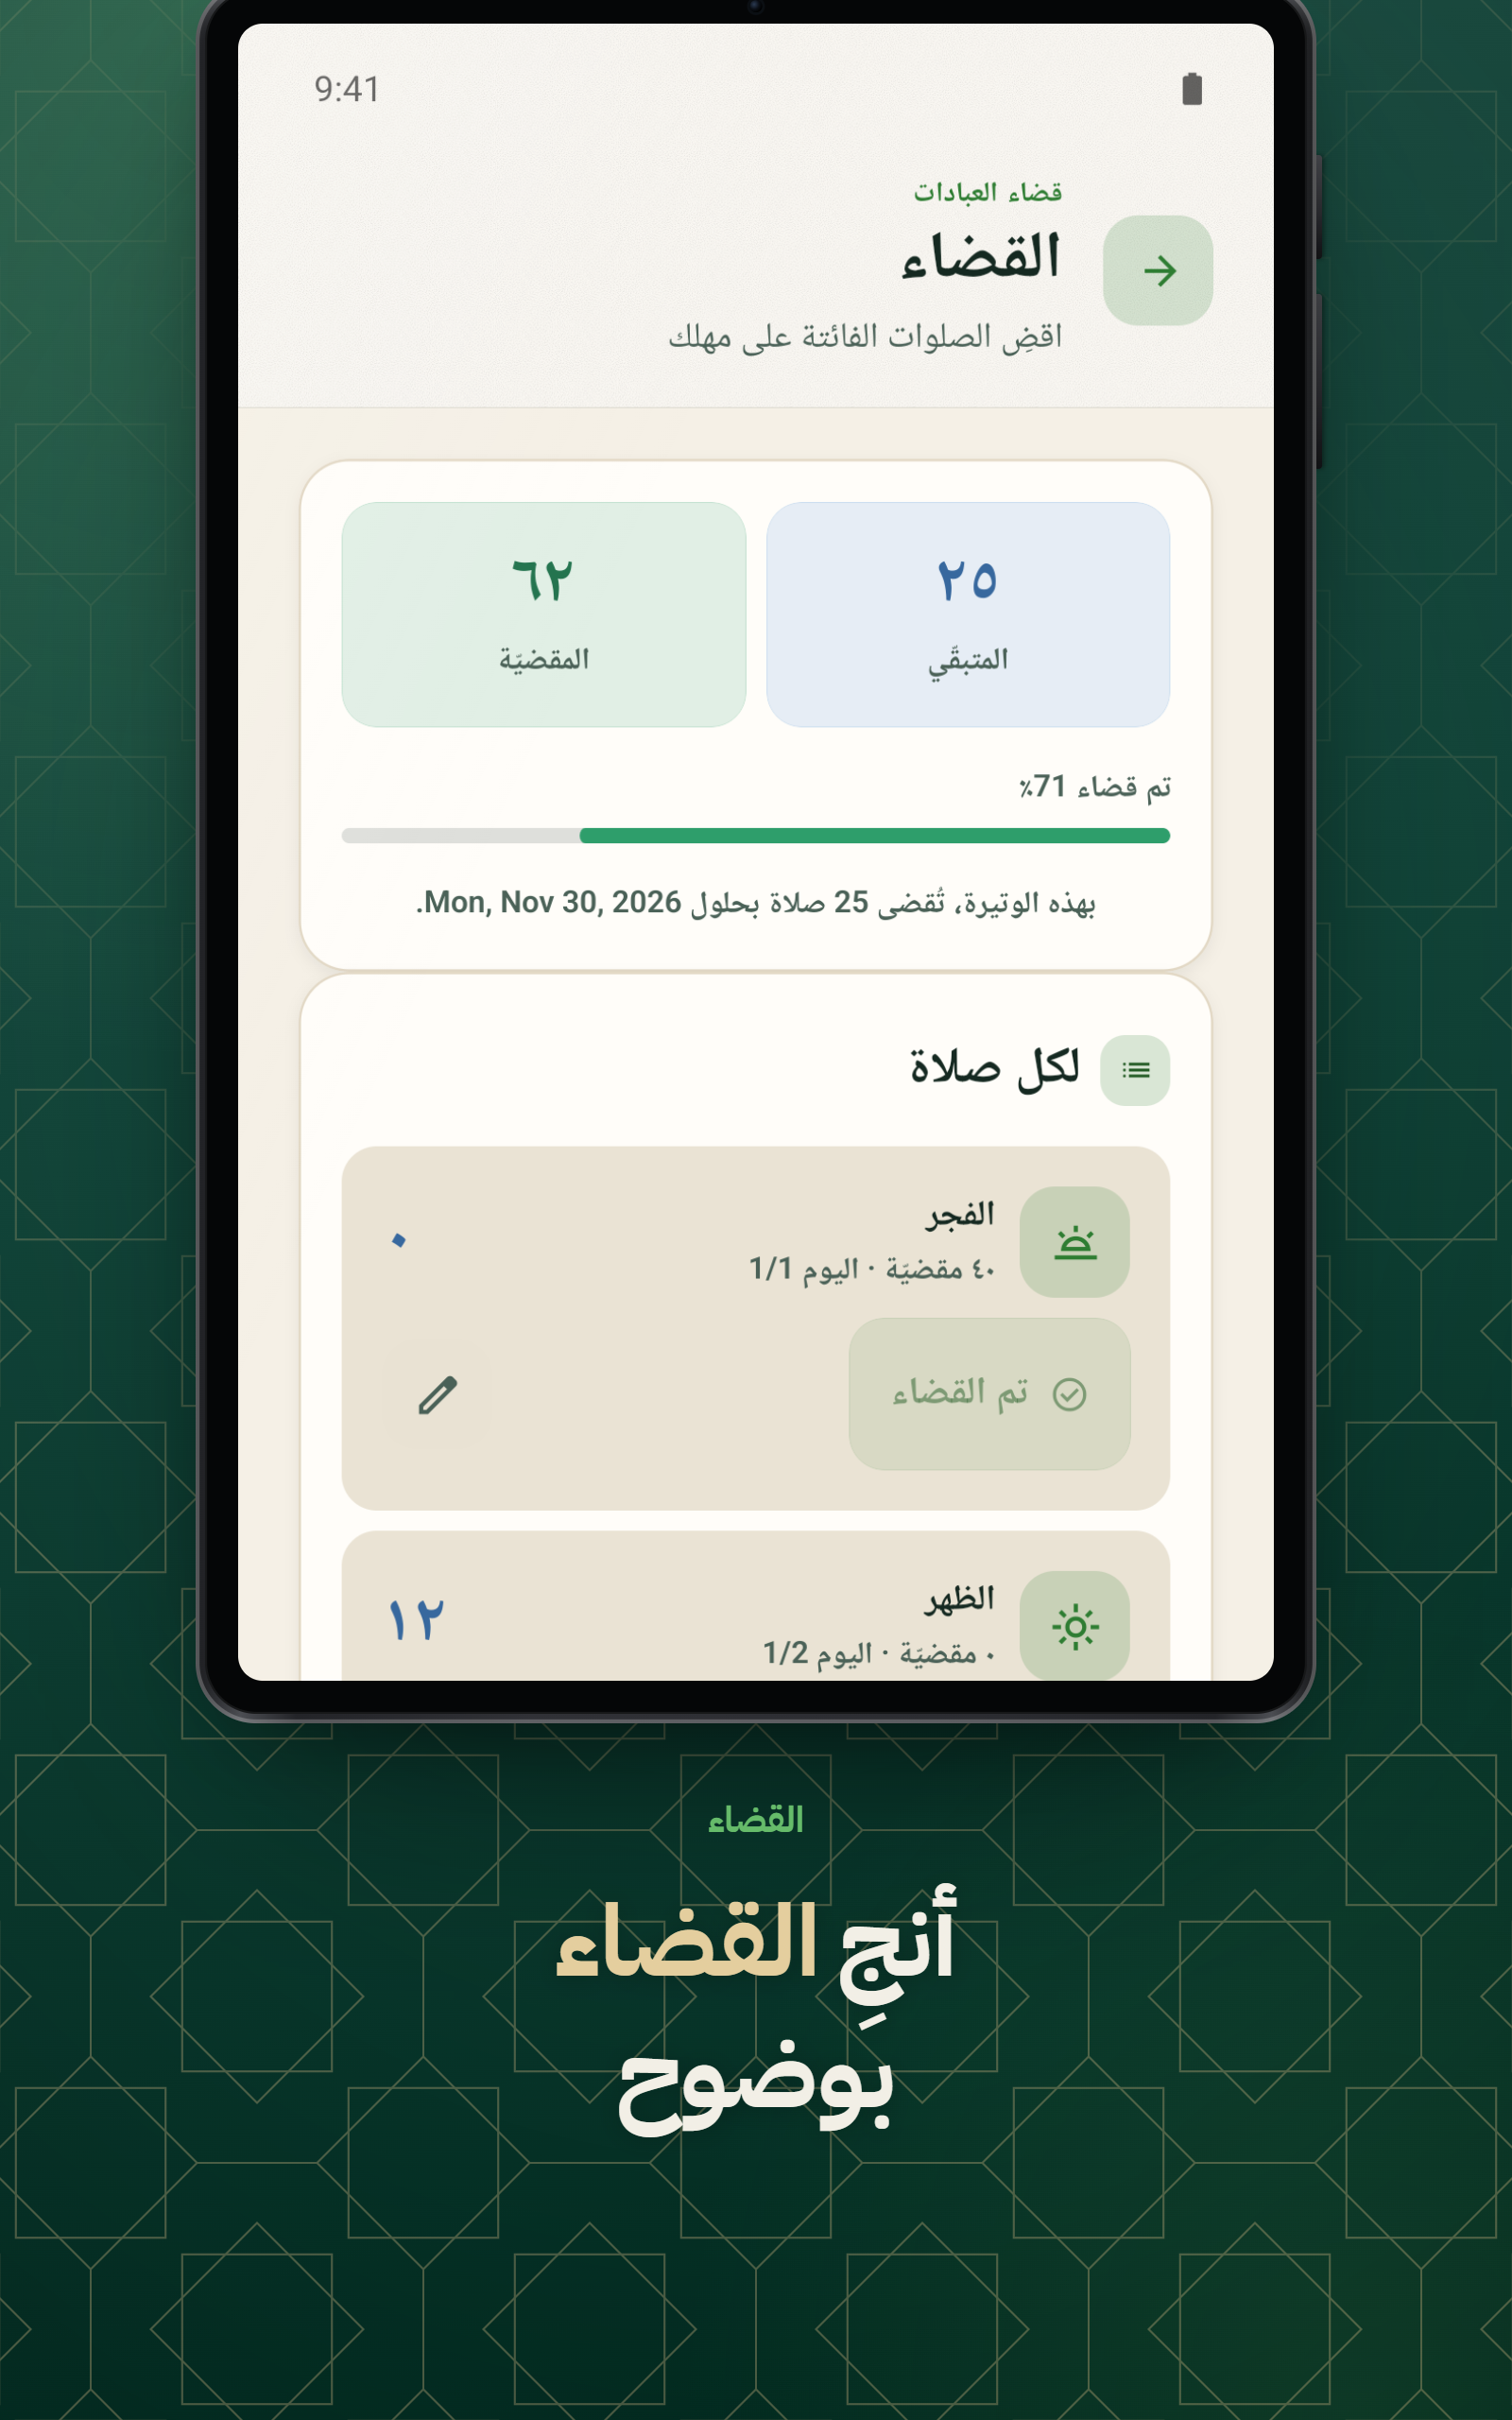 9:41
قضاء العبادات
القضاء
اقضِ الصلوات الفائتة على مهلك
٢٥
المتبقّي
٦٢
المقضيّة
تم قضاء 71٪
بهذه الوتيرة، تُقضى 25 صلاة بحلول Mon, Nov 30, 2026.
لكل صلاة
الفجر
٤٠ مقضيّة · اليوم 1/1
٠
تم القضاء
الظهر
٠ مقضيّة · اليوم 1/2
١٢
القضاء
أنجِ القضاء
بوضوح